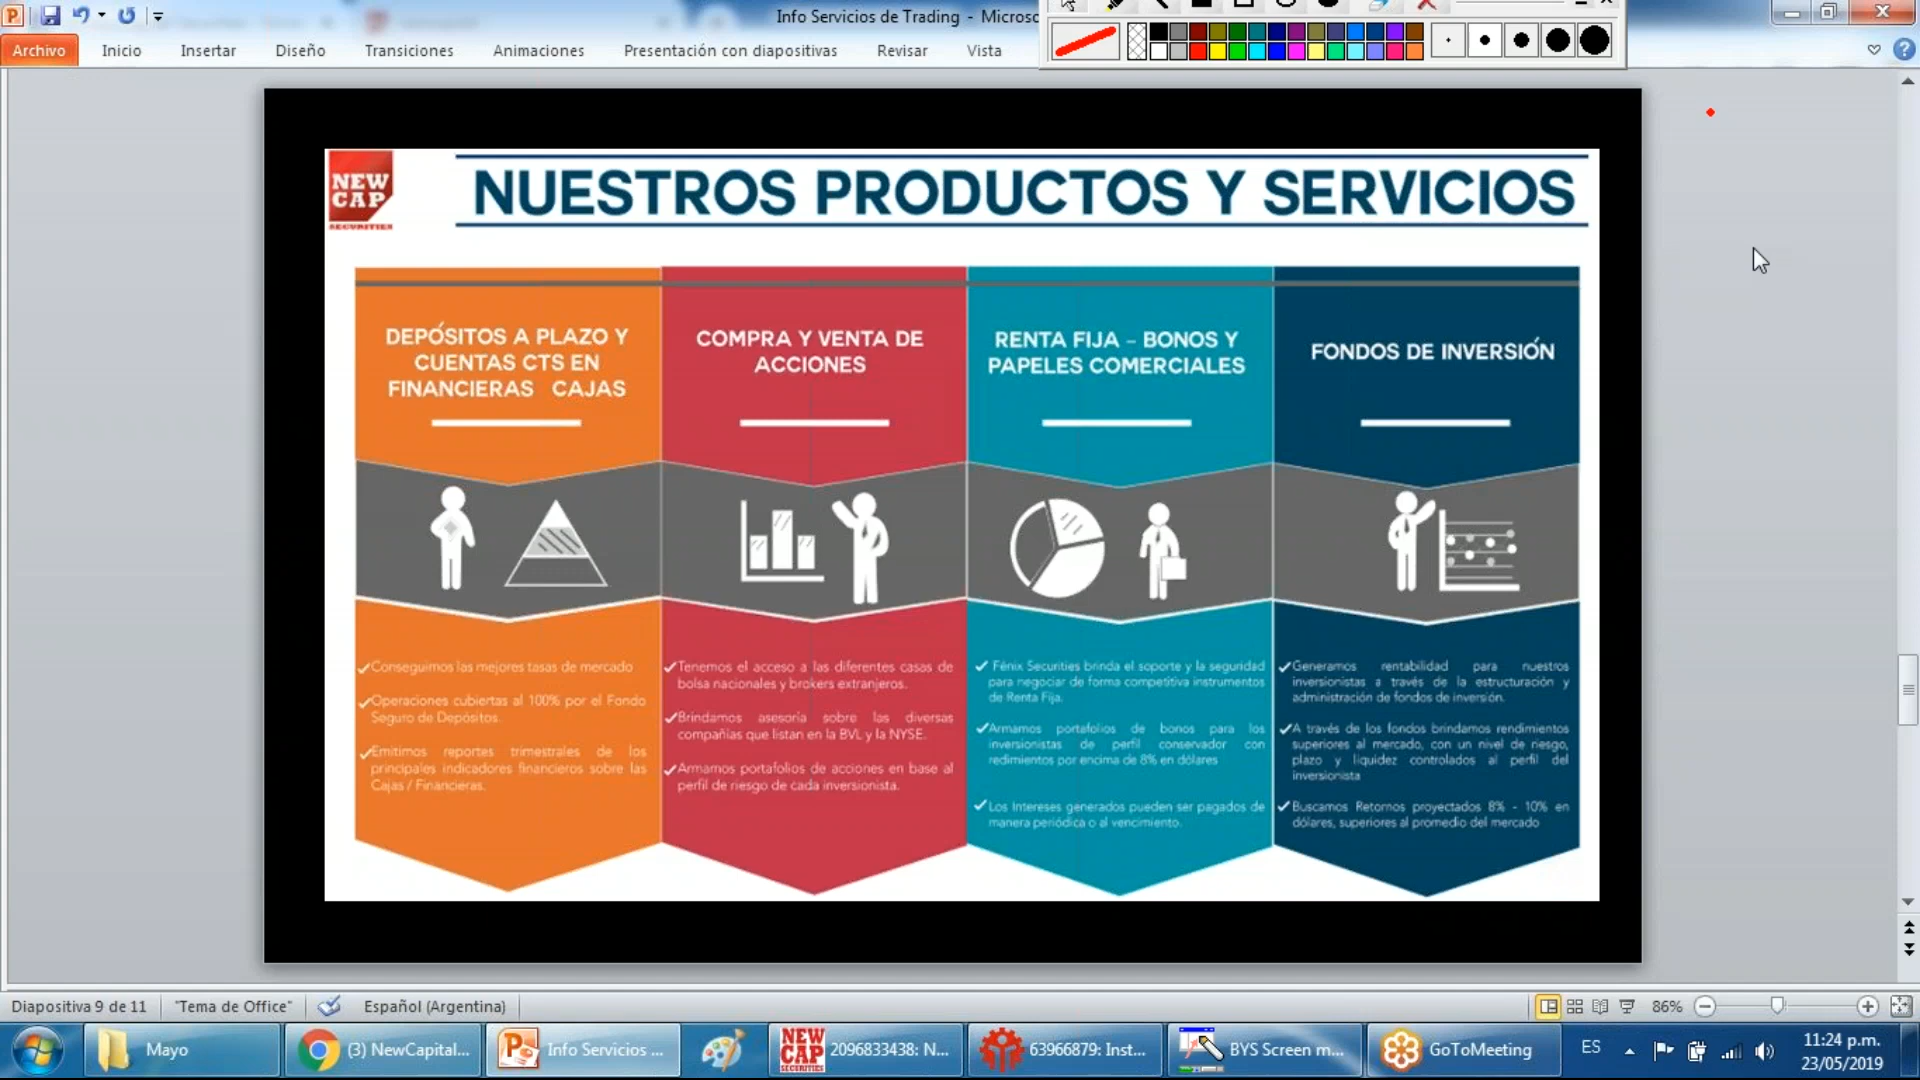 Info Servicios de Trading - Microso
Archivo Inicio Insertar Diseño Transiciones Animaciones Presentación con diapositivas Revisar Vista
NEW CAP
SECURITIES
NUESTROS PRODUCTOS Y SERVICIOS
DEPÓSITOS A PLAZO Y
CUENTAS CTS EN
FINANCIERAS CAJAS
Conseguimos las mejores tasas de mercado
Operaciones cubiertas al 100% por el Fondo
Seguro de Depósitos.
Emitimos reportes trimestrales de los
principales indicadores financieros sobre las
Cajas / Financieras.
COMPRA Y VENTA DE
ACCIONES
Tenemos el acceso a las diferentes casas de
bolsa nacionales y brokers extranjeros.
Brindamos asesoría sobre las diversas
compañías que listan en la BVL y la NYSE.
Armamos portafolios de acciones en base al
perfil de riesgo de cada inversionista.
RENTA FIJA – BONOS Y
PAPELES COMERCIALES
Fénix Securities brinda el soporte y la seguridad
para negociar de forma competitiva instrumentos
de Renta Fija.
Armamos portafolios de bonos para los
inversionistas de perfil conservador con
redimientos por encima de 8% en dólares
Los Intereses generados pueden ser pagados de
manera periódica o al vencimiento.
FONDOS DE INVERSIÓN
Generamos rentabilidad para nuestros
inversionistas a través de la estructuración y
administración de fondos de inversión.
A través de los fondos brindamos rendimientos
superiores al mercado, con un nivel de riesgo,
plazo y liquidez controlados al perfil del
inversionista
Buscamos Retornos proyectados 8% - 10% en
dólares, superiores al promedio del mercado
Diapositiva 9 de 11 "Tema de Office" Español (Argentina) 86%
Mayo (3) NewCapital... Info Servicios ... NEW CAP SECURITIES 2096833438: N... 63966879: Inst... BYS Screen m... GoToMeeting ES 11:24 p.m.
23/05/2019